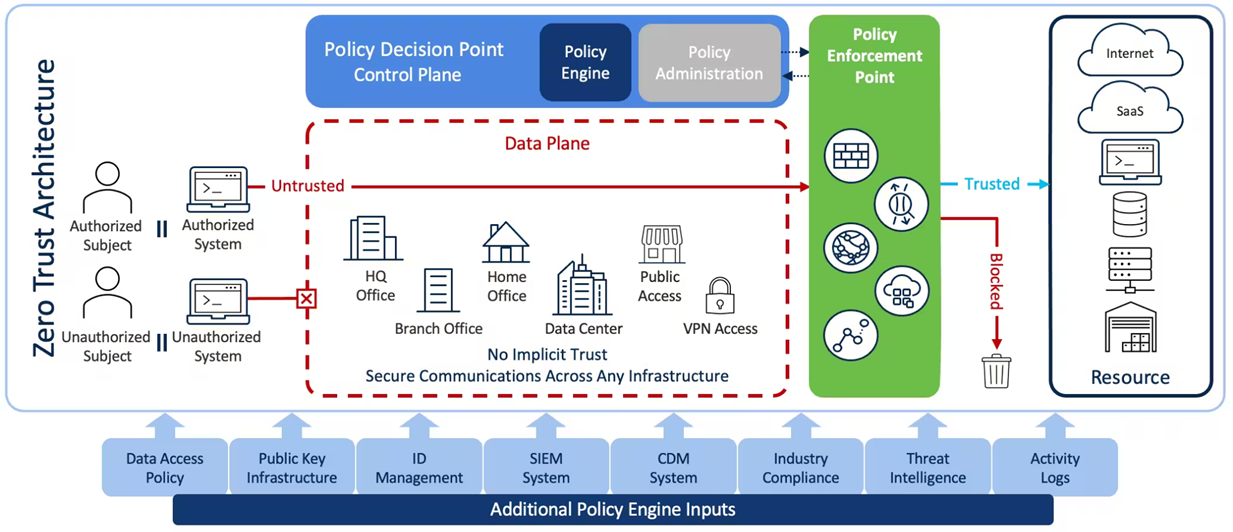 Zero Trust Architecture
Policy Decision Point
Control Plane
Policy
Engine
Policy
Administration
Policy
Enforcement
Point
Internet
SaaS
Data Plane
Untrusted
Trusted
Authorized
Subject
Authorized
System
HQ
Office
Home
Office
Public
Access
Branch Office
Data Center
VPN Access
Blocked
Unauthorized
Subject
Unauthorized
System
No Implicit Trust
Secure Communications Across Any Infrastructure
Resource
Data Access
Policy
Public Key
Infrastructure
ID
Management
SIEM
System
CDM
System
Industry
Compliance
Threat
Intelligence
Activity
Logs
Additional Policy Engine Inputs